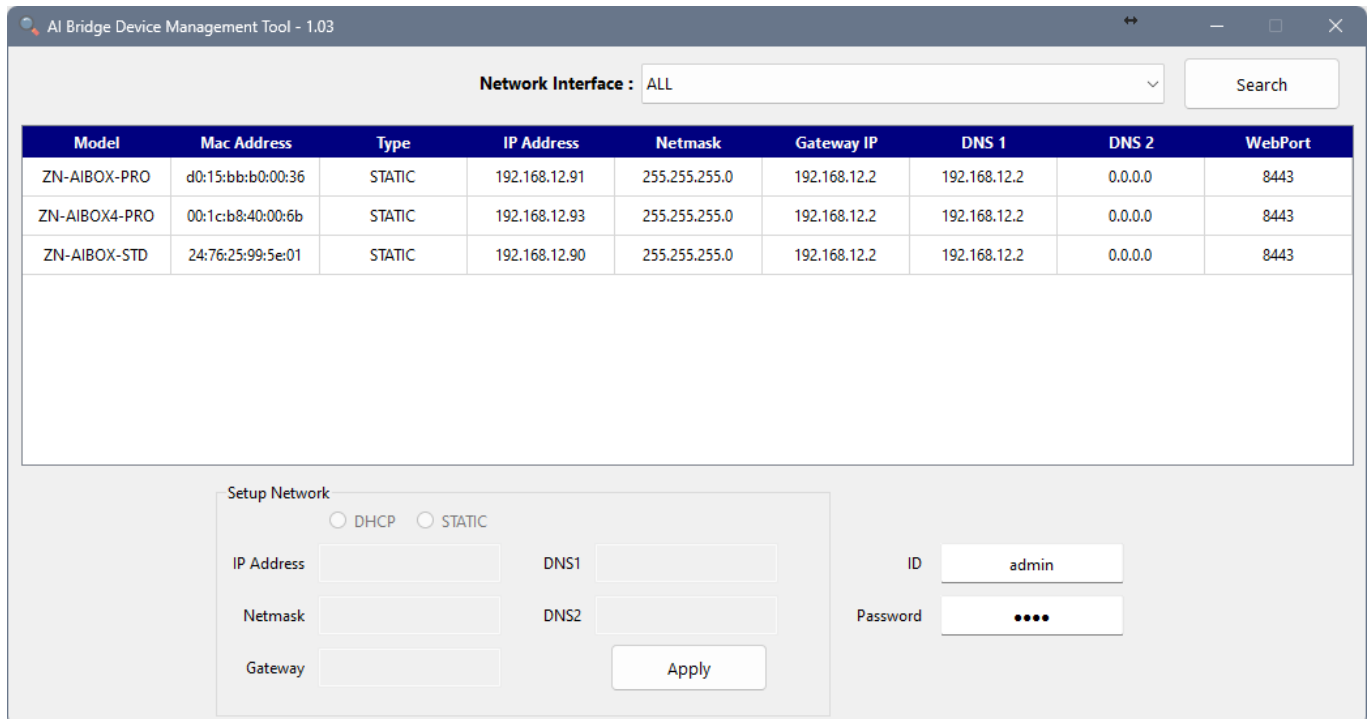 AI Bridge Device Management Tool - 1.03
Network Interface : ALL Search
Model Mac Address Type IP Address Netmask Gateway IP DNS 1 DNS 2 WebPort
ZN-AIBOX-PRO d0:15:bb:b0:00:36 STATIC 192.168.12.91 255.255.255.0 192.168.12.2 192.168.12.2 0.0.0.0 8443
ZN-AIBOX4-PRO 00:1c:b8:40:00:6b STATIC 192.168.12.93 255.255.255.0 192.168.12.2 192.168.12.2 0.0.0.0 8443
ZN-AIBOX-STD 24:76:25:99:5e:01 STATIC 192.168.12.90 255.255.255.0 192.168.12.2 192.168.12.2 0.0.0.0 8443
Setup Network
DHCP STATIC
IP Address DNS1 ID admin
Netmask DNS2 Password ••••
Gateway Apply